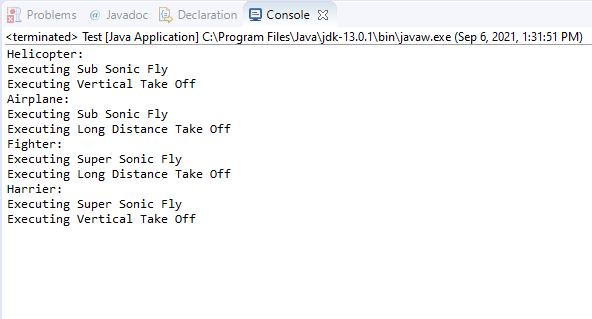 Problems @ Javadoc Declaration Console
<terminated> Test [Java Application] C:\Program Files\Java\jdk-13.0.1\bin\javaw.exe (Sep 6, 2021, 1:31:51 PM)
Helicopter:
Executing Sub Sonic Fly
Executing Vertical Take Off
Airplane:
Executing Sub Sonic Fly
Executing Long Distance Take Off
Fighter:
Executing Super Sonic Fly
Executing Long Distance Take Off
Harrier:
Executing Super Sonic Fly
Executing Vertical Take Off